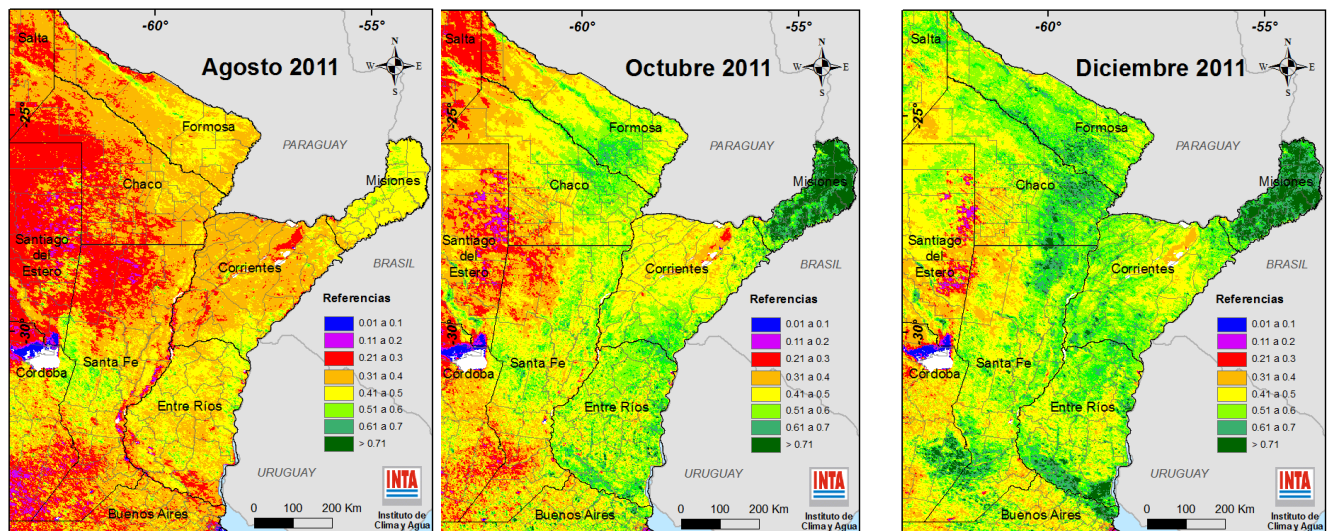 -60°
-55°
Salta
Agosto 2011
N
W E
S
-25°
Formosa
PARAGUAY
Chaco
Misiones
Santiago
del
Estero
Corrientes
BRASIL
Referencias
0.01 a 0.1
0.11 a 0.2
0.21 a 0.3
0.31 a 0.4
0.41 a 0.5
0.51 a 0.6
0.61 a 0.7
> 0.71
-30°
Santa Fe
Córdoba
Entre Ríos
URUGUAY
INTA
Instituto de
Clima y Agua
Buenos Aires
0 100 200 Km
-60°
-55°
Salta
Octubre 2011
N
W E
S
-25°
Formosa
PARAGUAY
Chaco
Misiones
Santiago
del
Estero
Corrientes
BRASIL
Referencias
0.01 a 0.1
0.11 a 0.2
0.21 a 0.3
0.31 a 0.4
0.41 a 0.5
0.51 a 0.6
0.61 a 0.7
> 0.71
-30°
Santa Fe
Córdoba
Entre Ríos
URUGUAY
INTA
Instituto de
Clima y Agua
Buenos Aires
0 100 200 Km
-60°
-55°
Salta
Diciembre 2011
N
W E
S
-25°
Formosa
PARAGUAY
Chaco
Misiones
Santiago
del
Estero
Corrientes
BRASIL
Referencias
0.01 a 0.1
0.11 a 0.2
0.21 a 0.3
0.31 a 0.4
0.41 a 0.5
0.51 a 0.6
0.61 a 0.7
> 0.71
-30°
Santa Fe
Córdoba
Entre Ríos
URUGUAY
INTA
Instituto de
Clima y Agua
Buenos Aires
0 100 200 Km